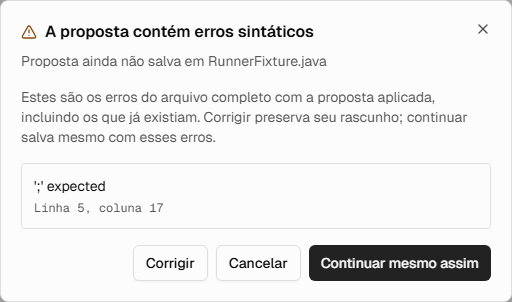 A proposta contém erros sintáticos
Proposta ainda não salva em RunnerFixture.java
Estes são os erros do arquivo completo com a proposta aplicada,
incluindo os que já existiam. Corrigir preserva seu rascunho; continuar
salva mesmo com esses erros.
';' expected
Linha 5, coluna 17
Corrigir
Cancelar
Continuar mesmo assim